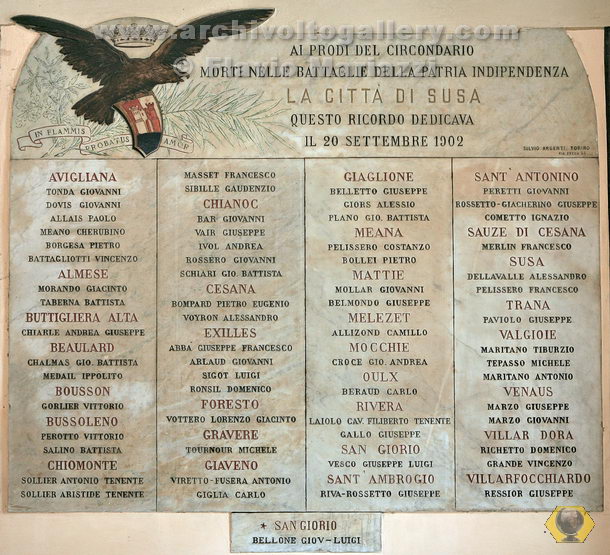 www.archivoltogallery.com
AI PRODI DEL CIRCONDARIO
MORTI NELLE BATTAGLIE DELLA PATRIA INDIPENDENZA
LA CITTÀ DI SUSA
QUESTO RICORDO DEDICAVA
IL 20 SETTEMBRE 1902
IN FLAMMIS
PROBATUS
AMOR
SILVIO ARGENTI, TORINO
AVIGLIANA
TONDA GIOVANNI
DOVIS GIOVANNI
ALLAIS PAOLO
MEANO CHERUBINO
BORGESA PIETRO
BATTAGLIOTTI VINCENZO
ALMESE
MORANDO GIACINTO
TABERNA BATTISTA
BUTTIGLIERA ALTA
CHIARLE ANDREA GIUSEPPE
BEAULARD
CHALMAS GIO. BATTISTA
MEDAIL IPPOLITO
BOUSSON
GORLIER VITTORIO
BUSSOLENO
PEROTTO VITTORIO
SALINO BATTISTA
CHIOMONTE
SOLLIER ANTONIO TENENTE
SOLLIER ARISTIDE TENENTE
MASSET FRANCESCO
SIBILLE GAUDENZIO
CHIANOC
BAR GIOVANNI
VAIR GIUSEPPE
IVOL ANDREA
ROSSERO GIOVANNI
SCHIARI GIO. BATTISTA
CESANA
BOMPARD PIETRO EUGENIO
VOYRON ALESSANDRO
EXILLES
ABBÀ GIUSEPPE FRANCESCO
ARLAUD GIOVANNI
SIGOT LUIGI
RONSIL DOMENICO
FORESTO
VOTTERO LORENZO GIACINTO
GRAVERE
TOURNOUR MICHELE
GIAVENO
VIRETTO-FUSERA ANTONIO
GIGLIA CARLO
GIAGLIONE
BELLETTO GIUSEPPE
GIORS ALESSIO
PLANO GIO. BATTISTA
MEANA
PELISSERO COSTANZO
BOLLEI PIETRO
MATTIE
MOLLAR GIOVANNI
BELMONDO GIUSEPPE
MELEZET
ALLIZOND CAMILLO
MOCCHIE
CROCE GIO. ANDREA
OULX
BERAUD CARLO
RIVERA
LAIOLO CAV. FILIBERTO TENENTE
GALLO GIUSEPPE
SAN GIORIO
VESCO GIUSEPPE LUIGI
SANT' AMBROGIO
RIVA-ROSSETTO GIUSEPPE
SANT' ANTONINO
PERETTI GIOVANNI
ROSSETTO-GIACHERINO GIUSEPPE
COMETTO IGNAZIO
SAUZE DI CESANA
MERLIN FRANCESCO
SUSA
DELLAVALLE ALESSANDRO
PELISSERO FRANCESCO
TRANA
PAVIOLO GIUSEPPE
VALGIOIE
MARITANO TIBURZIO
TEPASSO MICHELE
MARITANO ANTONIO
VENAUS
MARZO GIUSEPPE
MARZO GIOVANNI
VILLAR DORA
RICHETTO DOMENICO
GRANDE VINCENZO
VILLARFOCCHIARDO
RESSIOR GIUSEPPE
* SAN GIORIO
BELLONE GIOV-LUIGI